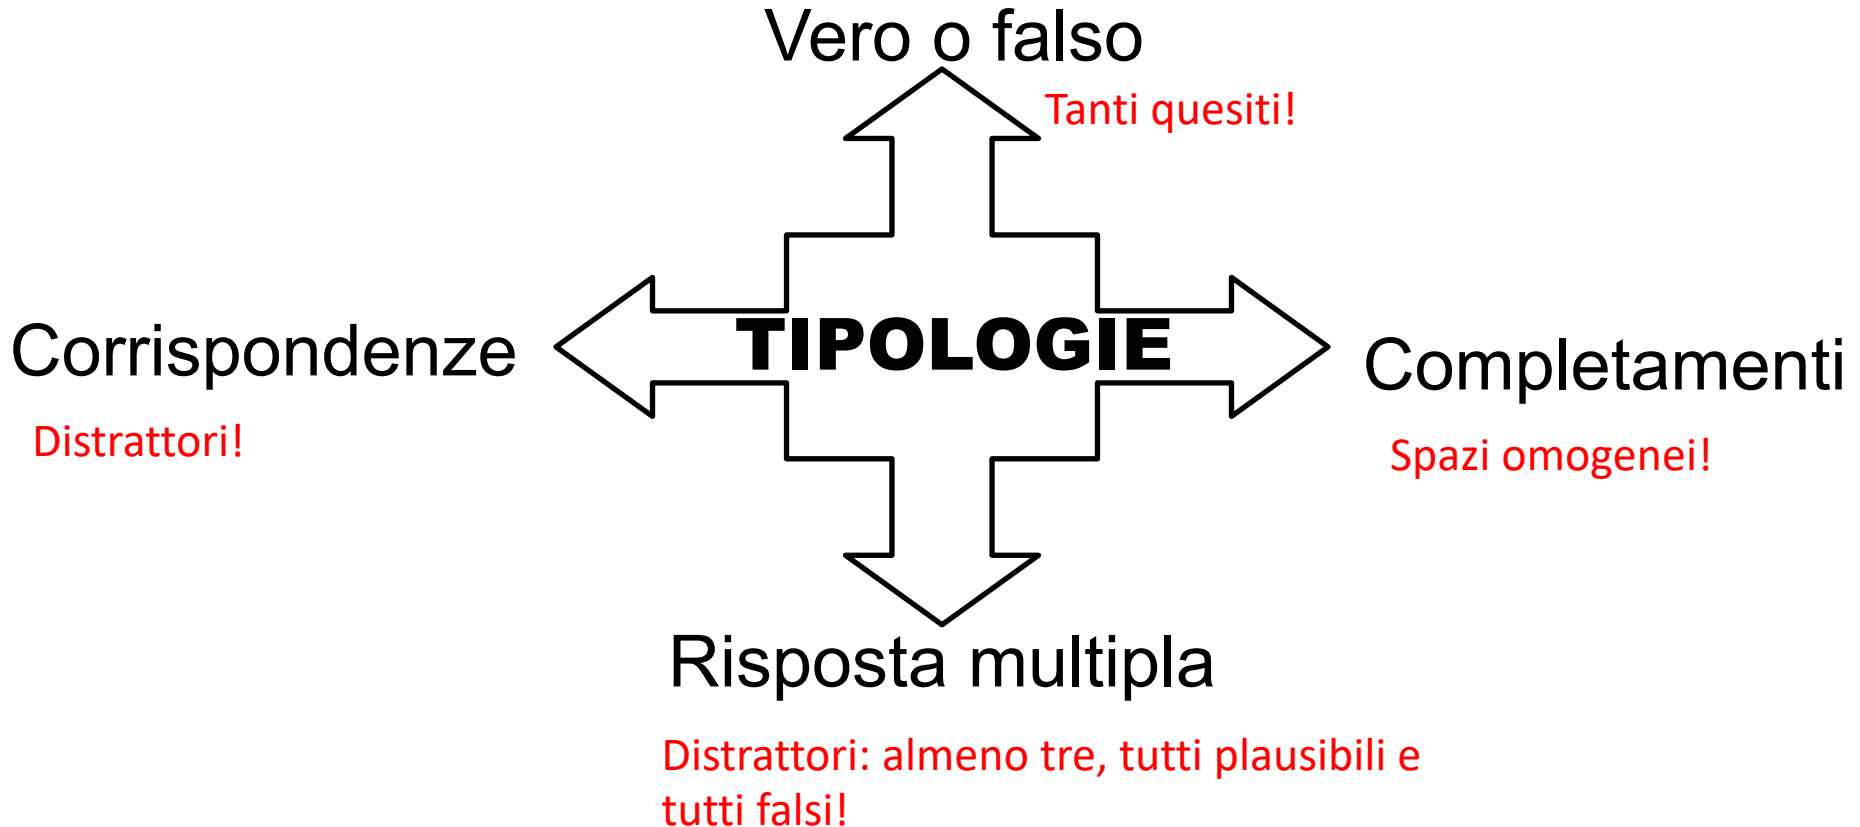 Vero o falso
Tanti quesiti!
Corrispondenze
TIPOLOGIE
Completamenti
Distrattori!
Spazi omogenei!
Risposta multipla
Distrattori: almeno tre, tutti plausibili e
tutti falsi!